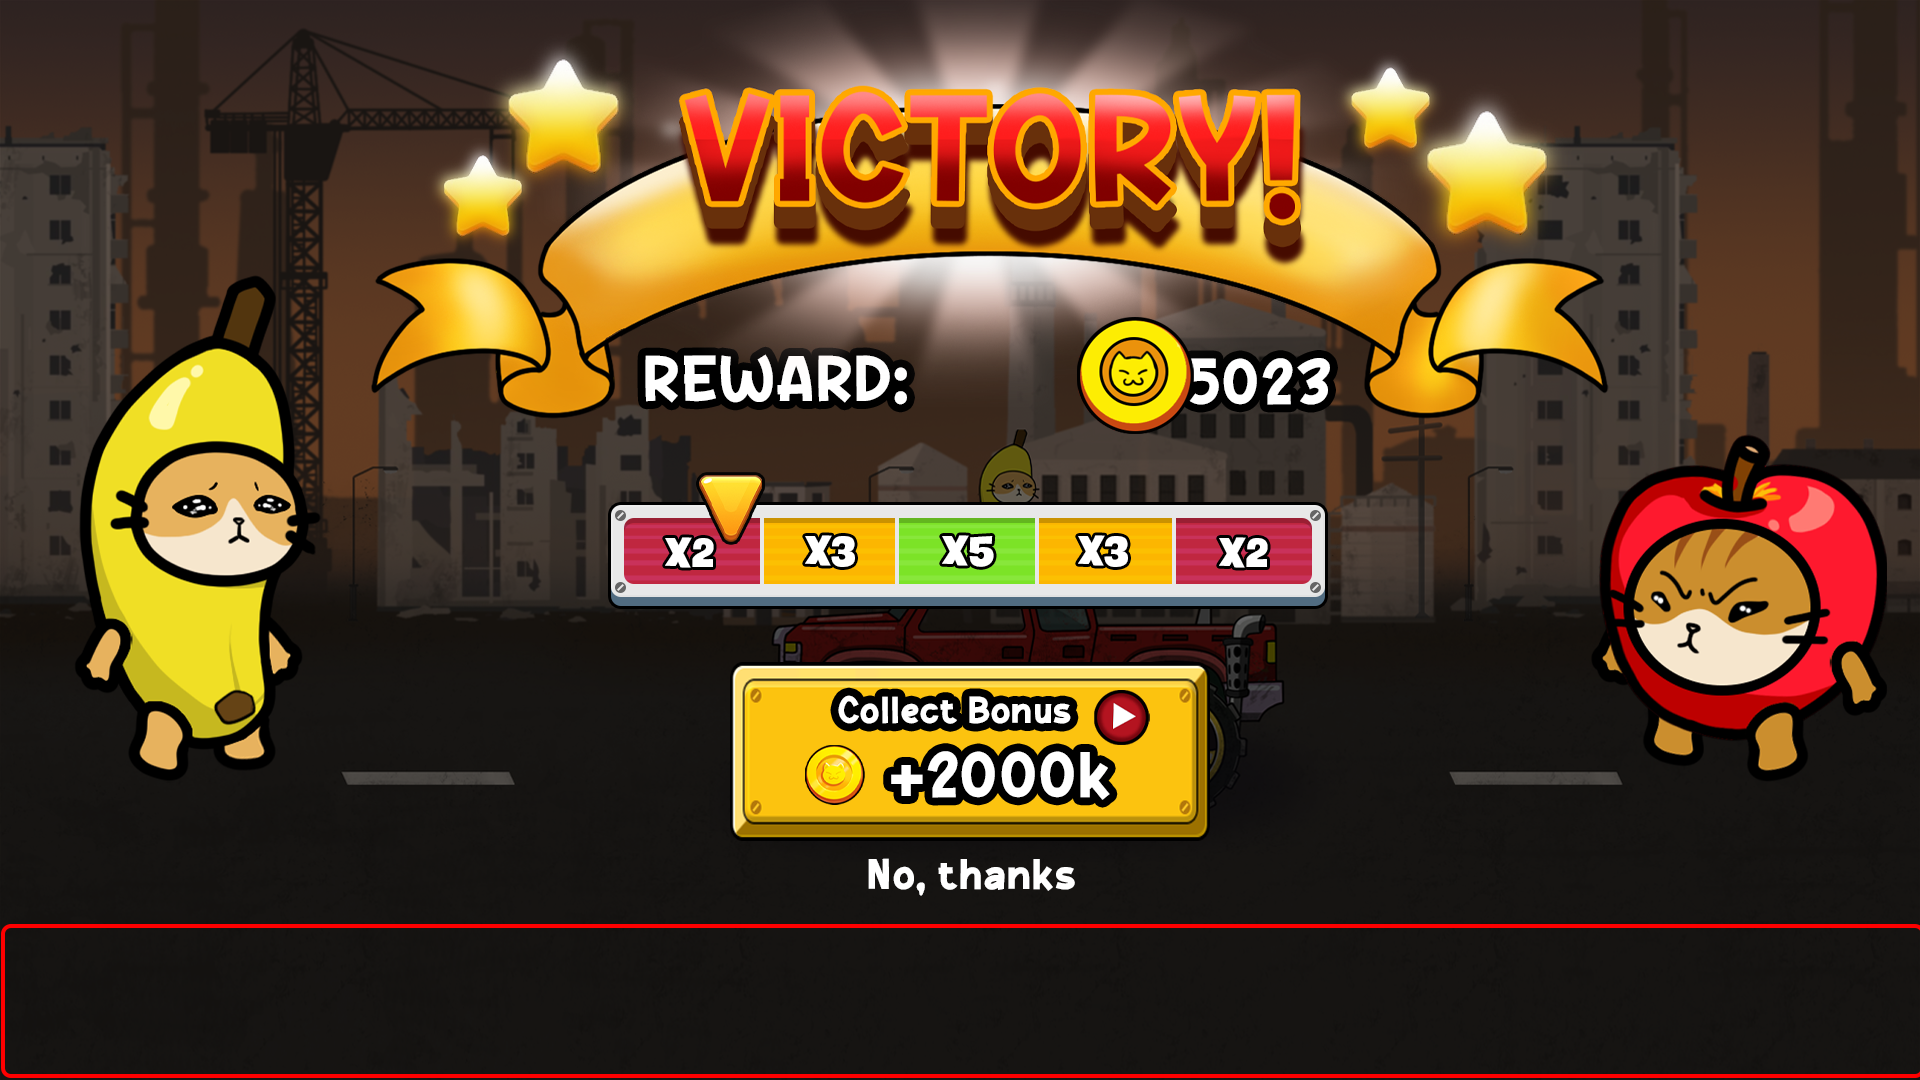 VICTORY!
REWARD: 5023
X2 X3 X5 X3 X2
Collect Bonus
+2000k
No, thanks